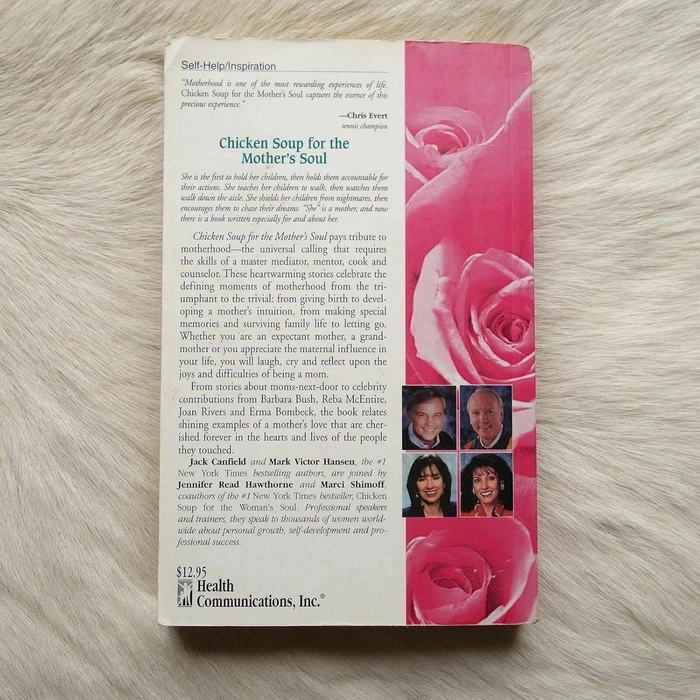 Self-Help/Inspiration
"Motherhood is one of the most rewarding experiences of life.
Chicken Soup for the Mother's Soul captures the essence of this
precious experience."
—Chris Evert
tennis champion
Chicken Soup for the
Mother's Soul
She is the first to hold her children, then holds them accountable for
their actions. She teaches her children to walk, then watches them
walk down the aisle. She shields her children from nightmares, then
encourages them to chase their dreams. "She" is a mother, and now
there is a book written especially for and about her.
Chicken Soup for the Mother's Soul pays tribute to
motherhood—the universal calling that requires
the skills of a master mediator, mentor, cook and
counselor. These heartwarming stories celebrate the
defining moments of motherhood from the tri-
umphant to the trivial: from giving birth to devel-
oping a mother's intuition, from making special
memories and surviving family life to letting go.
Whether you are an expectant mother, a grand-
mother or you appreciate the maternal influence in
your life, you will laugh, cry and reflect upon the
joys and difficulties of being a mom.
From stories about moms-next-door to celebrity
contributions from Barbara Bush, Reba McEntire,
Joan Rivers and Erma Bombeck, the book relates
shining examples of a mother's love that are cher-
ished forever in the hearts and lives of the people
they touched.
Jack Canfield and Mark Victor Hansen, the #1
New York Times bestselling authors, are joined by
Jennifer Read Hawthorne and Marci Shimoff,
coauthors of the #1 New York Times bestseller, Chicken
Soup for the Woman's Soul. Professional speakers
and trainers, they speak to thousands of women world-
wide about personal growth, self-development and pro-
fessional success.
$12.95
Health
Communications, Inc.®